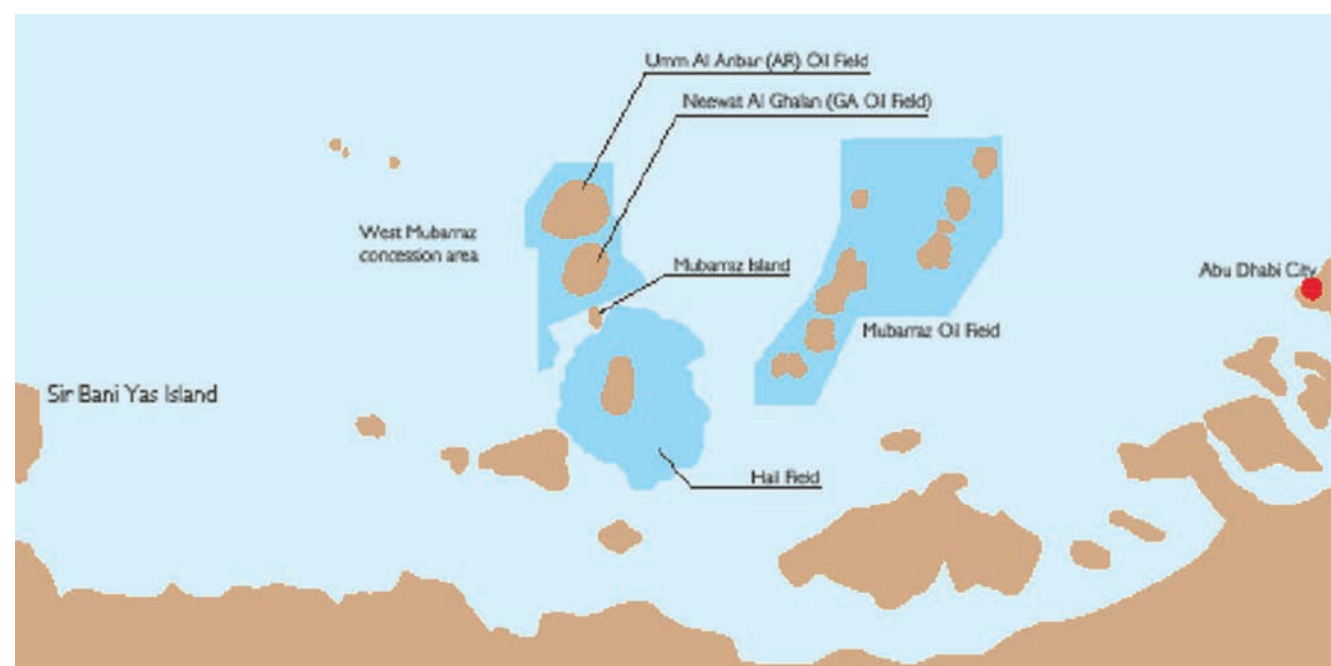 Umm Al Anbar (AR) Oil Field
Neewat Al Ghalan (GA Oil Field)
West Mubarraz
concession area
Mubarraz Island
Abu Dhabi City
Mubarraz Oil Field
Sir Bani Yas Island
Hail Field